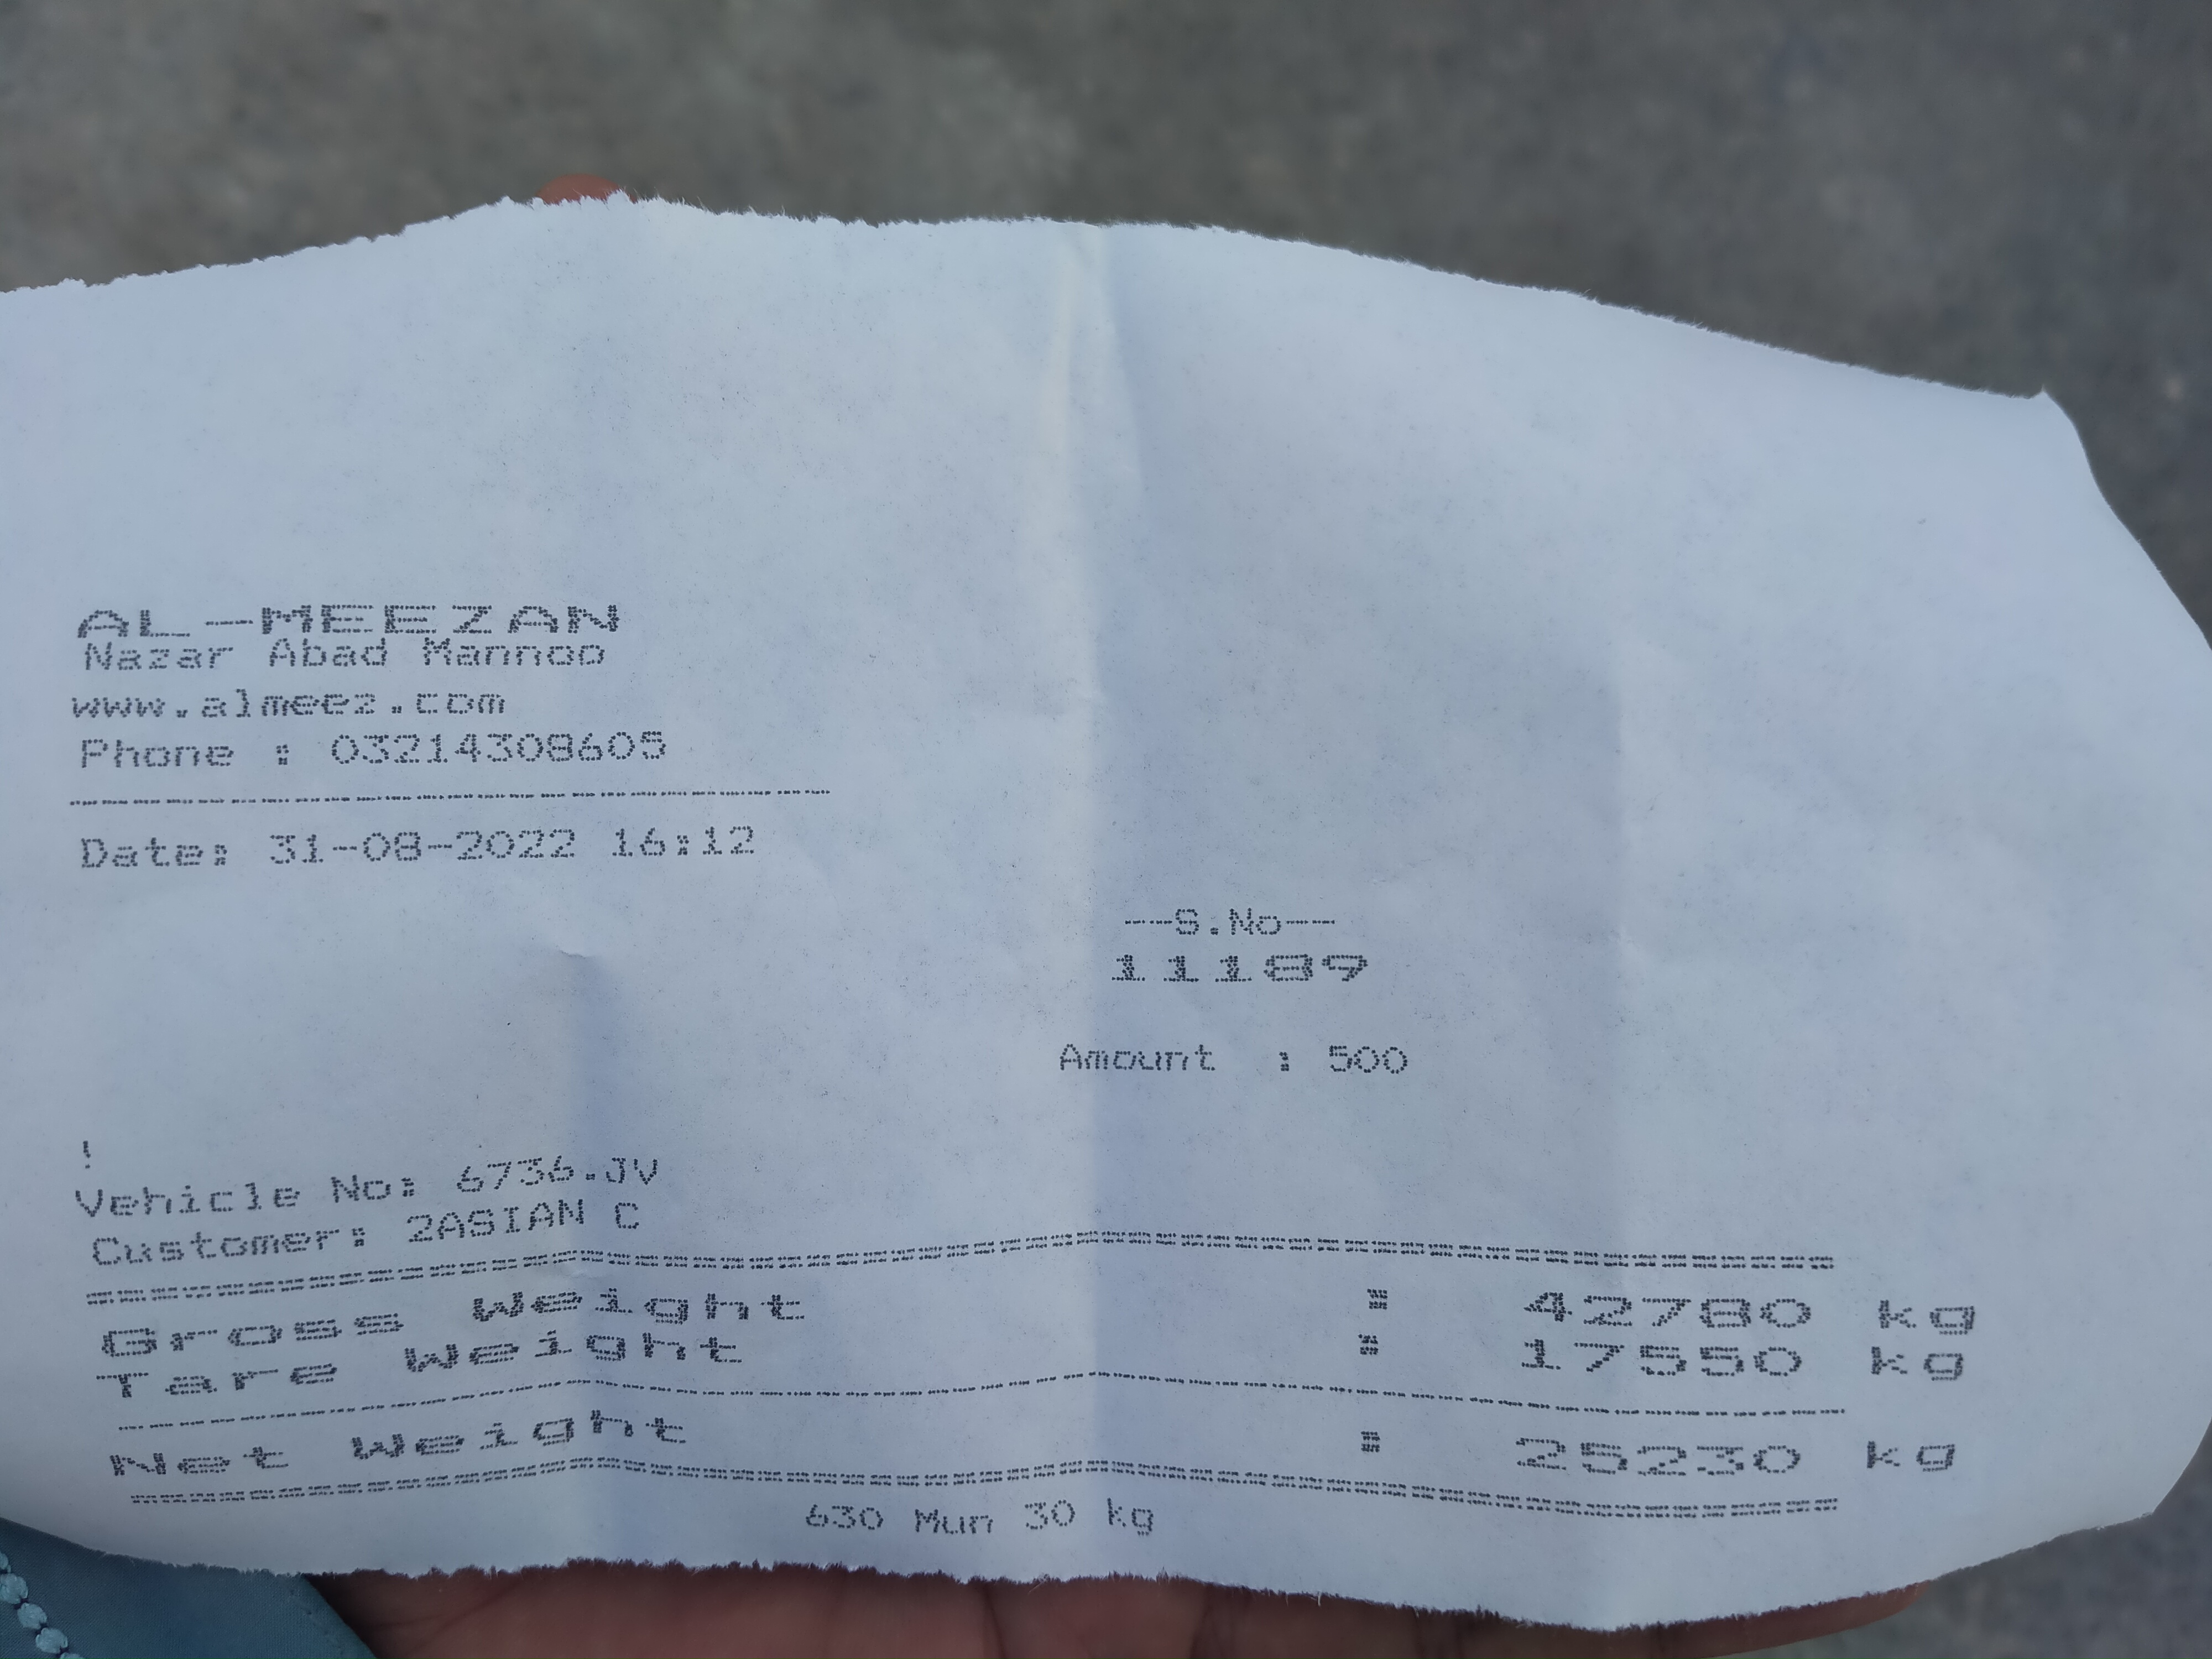 AL-MEEZAN
Nazar Abad Mannoo
www.almeez.com
Phone : 03214308605
Date: 31-08-2022 16:12
--S.No--
11189
Amount : 500
!
Vehicle No: 6736.JV
Customer: 2ASIAN C
Gross Weight : 42780 kg
Tare Weight : 17550 kg
Net Weight : 25230 kg
630 Mun 30 kg